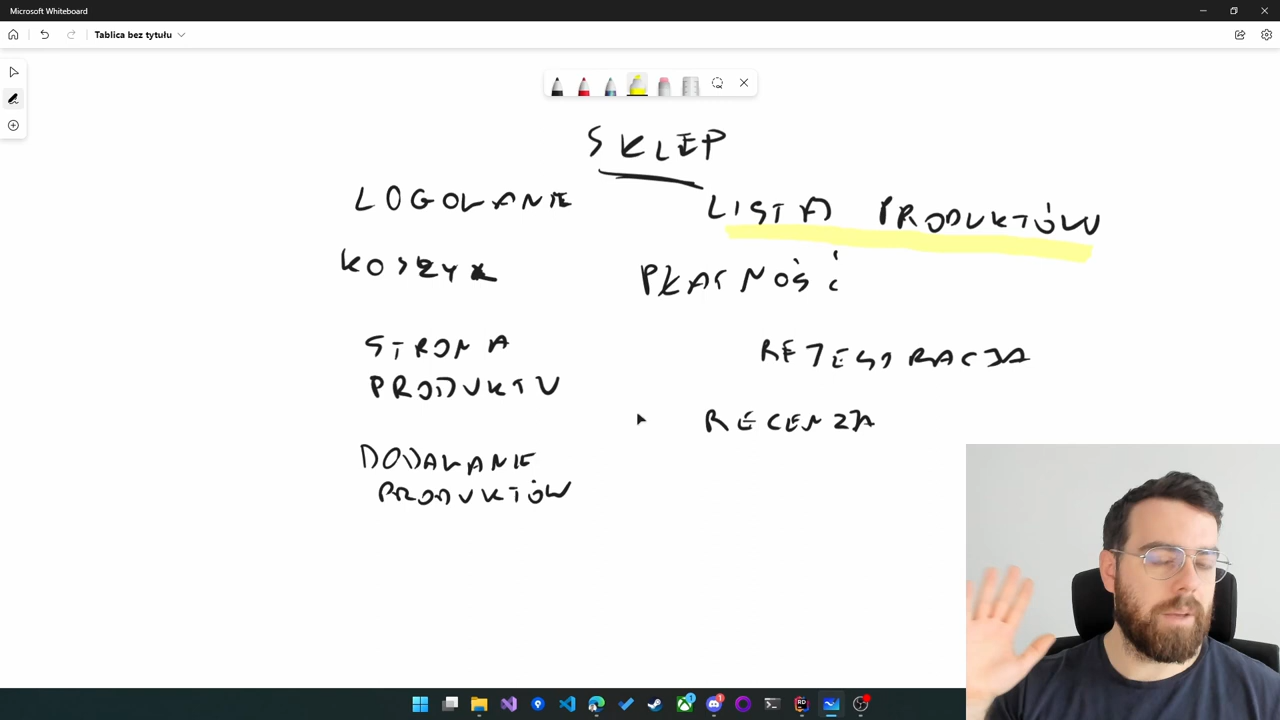 Microsoft Whiteboard
Tablica bez tytułu
SKLEP
LOGOWANIE
LISTA PRODUKTÓW
KOSZYK
PŁATNOŚĆ
STRONA
PRODUKTU
REJESTRACJA
RECENZJA
DODAWANIE
PRODUKTÓW